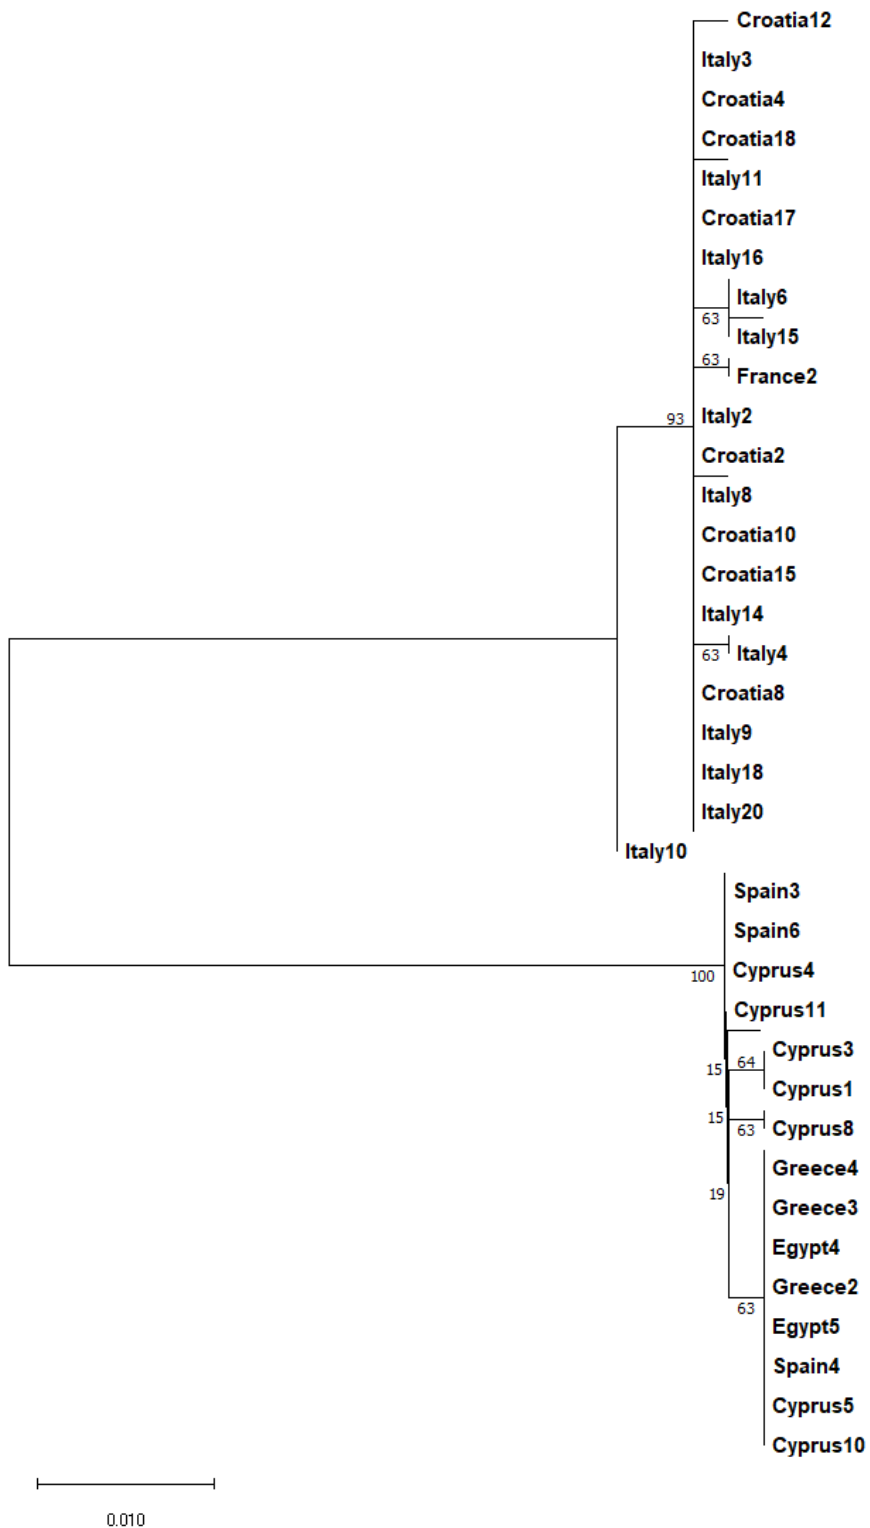 Croatia12
Italy3
Croatia4
Croatia18
Italy11
Croatia17
Italy16
Italy6
63
Italy15
63
France2
93
Italy2
Croatia2
Italy8
Croatia10
Croatia15
Italy14
63
Italy4
Croatia8
Italy9
Italy18
Italy20
Italy10
Spain3
Spain6
100
Cyprus4
Cyprus11
Cyprus3
15
64
Cyprus1
15
63
Cyprus8
Greece4
19
Greece3
Egypt4
Greece2
63
Egypt5
Spain4
Cyprus5
Cyprus10
0.010